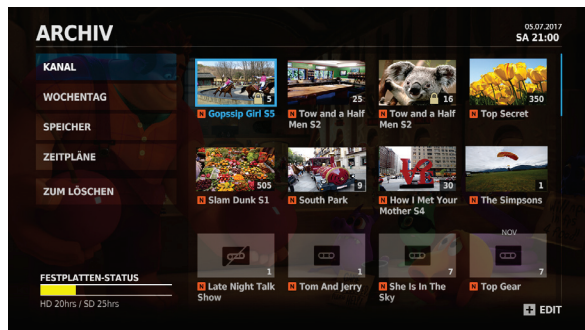 ARCHIV
05.07.2017
SA 21:00
KANAL
WOCHENTAG
SPEICHER
ZEITPLÄNE
ZUM LÖSCHEN
5
25
16
350
N Gopssip Girl S5
N Tow and a Half
Men S2
N Tow and a Half
Men S2
N Top Secret
505
9
30
1
N Slam Dunk S1
N South Park
N How I Met Your
Mother S4
N The Simpsons
NOV
1
1
7
7
N Late Night Talk
Show
N Tom And Jerry
N She Is In The
Sky
N Top Gear
FESTPLATTEN-STATUS
HD 20hrs / SD 25hrs
+ EDIT